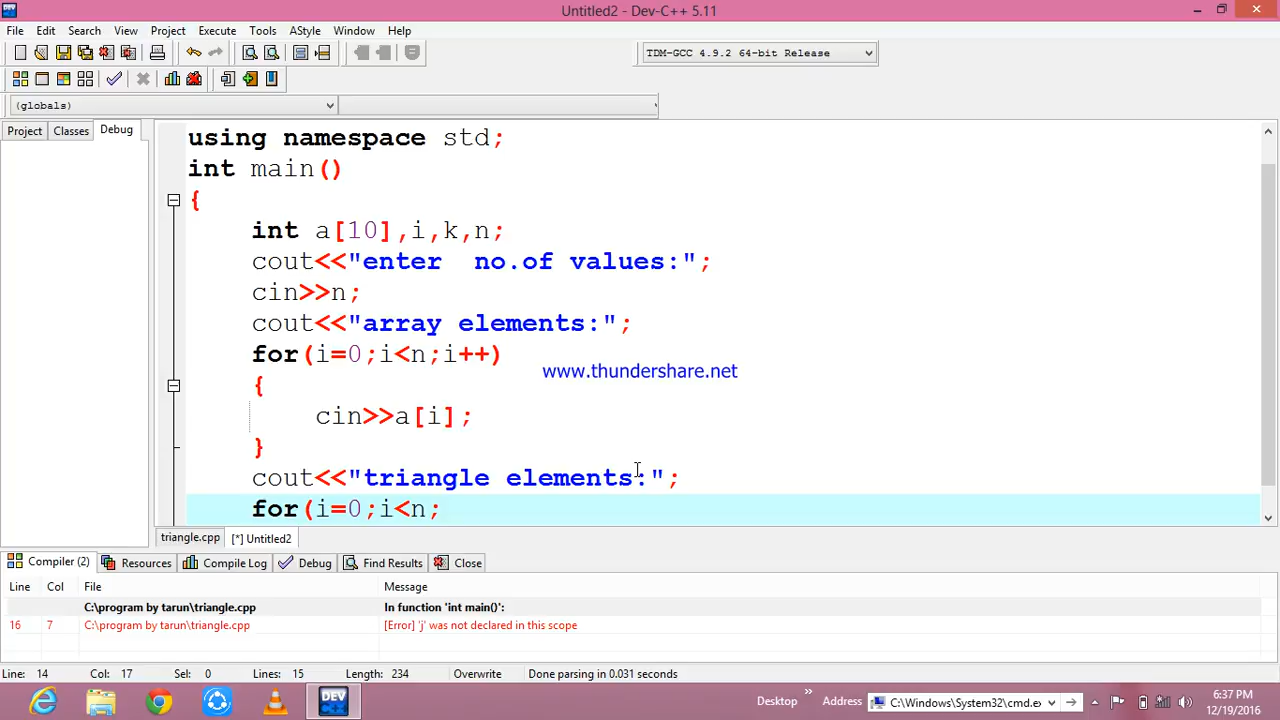 Untitled2 - Dev-C++ 5.11
File Edit Search View Project Execute Tools AStyle Window Help
TDM-GCC 4.9.2 64-bit Release
(globals)
Project Classes Debug
using namespace std;
int main()
{
int a[10],i,k,n;
cout<<"enter  no.of values:";
cin>>n;
cout<<"array elements:";
for(i=0;i<n;i++)
www.thundershare.net
{
cin>>a[i];
}
cout<<"triangle elements:";
for(i=0;i<n;
triangle.cpp [*] Untitled2
Compiler (2) Resources Compile Log Debug Find Results Close
Line Col File Message
C:\program by tarun\triangle.cpp In function 'int main()':
16 7 C:\program by tarun\triangle.cpp [Error] 'j' was not declared in this scope
Line: 14 Col: 17 Sel: 0 Lines: 15 Length: 234 Overwrite Done parsing in 0.031 seconds
DEV
Desktop » Address C:\Windows\System32\cmd.ex
6:37 PM
12/19/2016